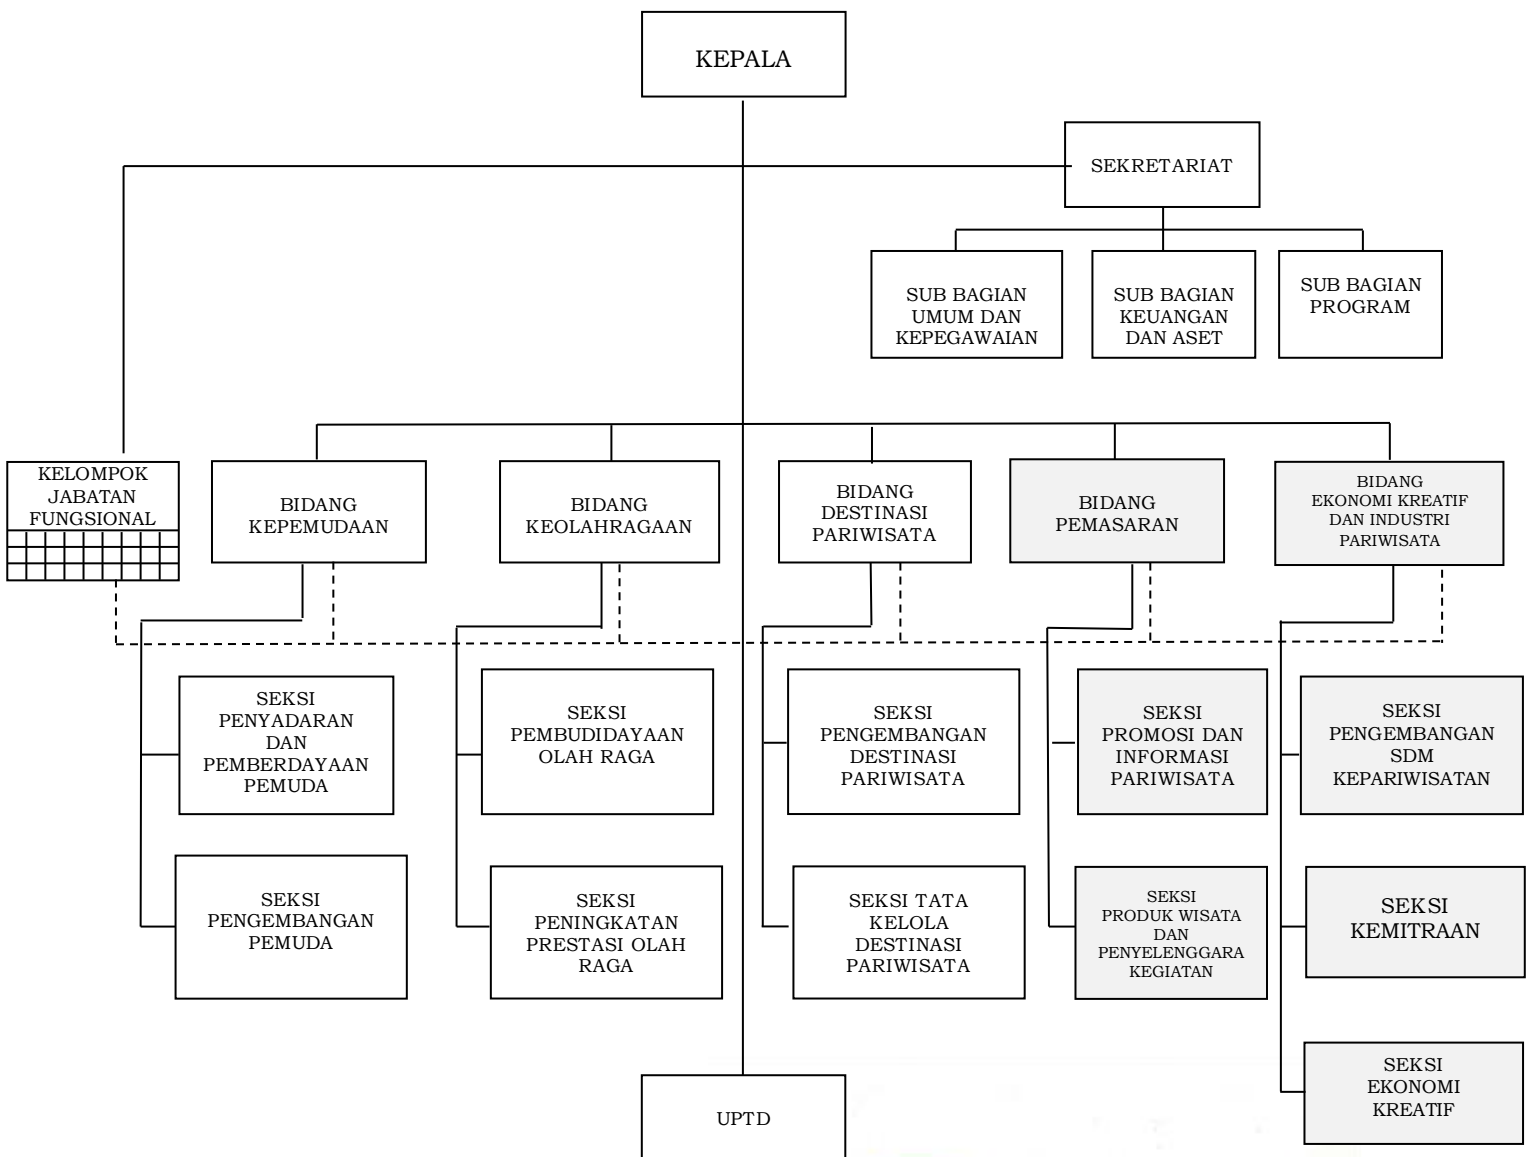 KEPALA
SEKRETARIAT
SUB BAGIAN
UMUM DAN
KEPEGAWAIAN
SUB BAGIAN
KEUANGAN
DAN ASET
SUB BAGIAN
PROGRAM
KELOMPOK
JABATAN
FUNGSIONAL
BIDANG
KEPEMUDAAN
BIDANG
KEOLAHRAGAAN
BIDANG
DESTINASI
PARIWISATA
BIDANG
PEMASARAN
BIDANG
EKONOMI KREATIF
DAN INDUSTRI
PARIWISATA
SEKSI
PENYADARAN
DAN
PEMBERDAYAAN
PEMUDA
SEKSI
PEMBUDIDAYAAN
OLAH RAGA
SEKSI
PENGEMBANGAN
DESTINASI
PARIWISATA
SEKSI
PROMOSI DAN
INFORMASI
PARIWISATA
SEKSI
PENGEMBANGAN
SDM
KEPARIWISATAN
SEKSI
PENGEMBANGAN
PEMUDA
SEKSI
PENINGKATAN
PRESTASI OLAH
RAGA
SEKSI TATA
KELOLA
DESTINASI
PARIWISATA
SEKSI
PRODUK WISATA
DAN
PENYELENGGARA
KEGIATAN
SEKSI
KEMITRAAN
SEKSI
EKONOMI
KREATIF
UPTD